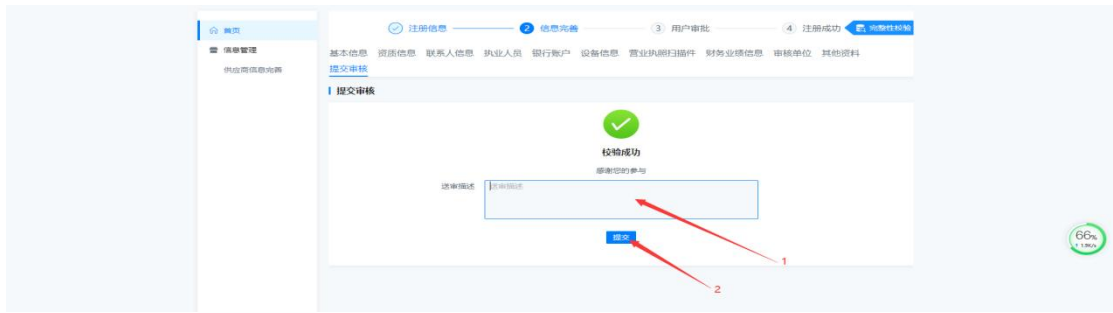 首页
信息管理
供应商信息完善
注册信息 2 信息完善 3 用户审批 4 注册成功 完整性校验
基本信息 资质信息 联系人信息 执业人员 银行账户 设备信息 营业执照扫描件 财务业绩信息 审核单位 其他资料
提交审核
提交审核
校验成功
感谢您的参与
送审描述 送审描述
提交
1
2
66%